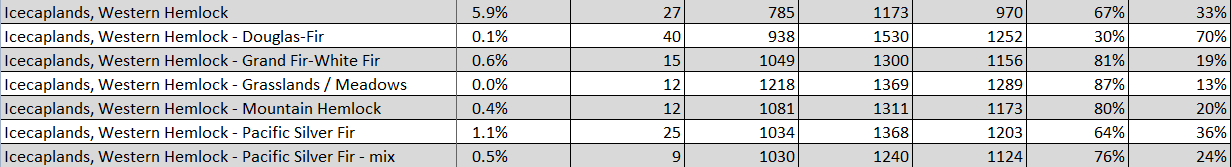 Icecaplands, Western Hemlock 5.9% 27 785 1173 970 67% 33%
Icecaplands, Western Hemlock - Douglas-Fir 0.1% 40 938 1530 1252 30% 70%
Icecaplands, Western Hemlock - Grand Fir-White Fir 0.6% 15 1049 1300 1156 81% 19%
Icecaplands, Western Hemlock - Grasslands / Meadows 0.0% 12 1218 1369 1289 87% 13%
Icecaplands, Western Hemlock - Mountain Hemlock 0.4% 12 1081 1311 1173 80% 20%
Icecaplands, Western Hemlock - Pacific Silver Fir 1.1% 25 1034 1368 1203 64% 36%
Icecaplands, Western Hemlock - Pacific Silver Fir - mix 0.5% 9 1030 1240 1124 76% 24%